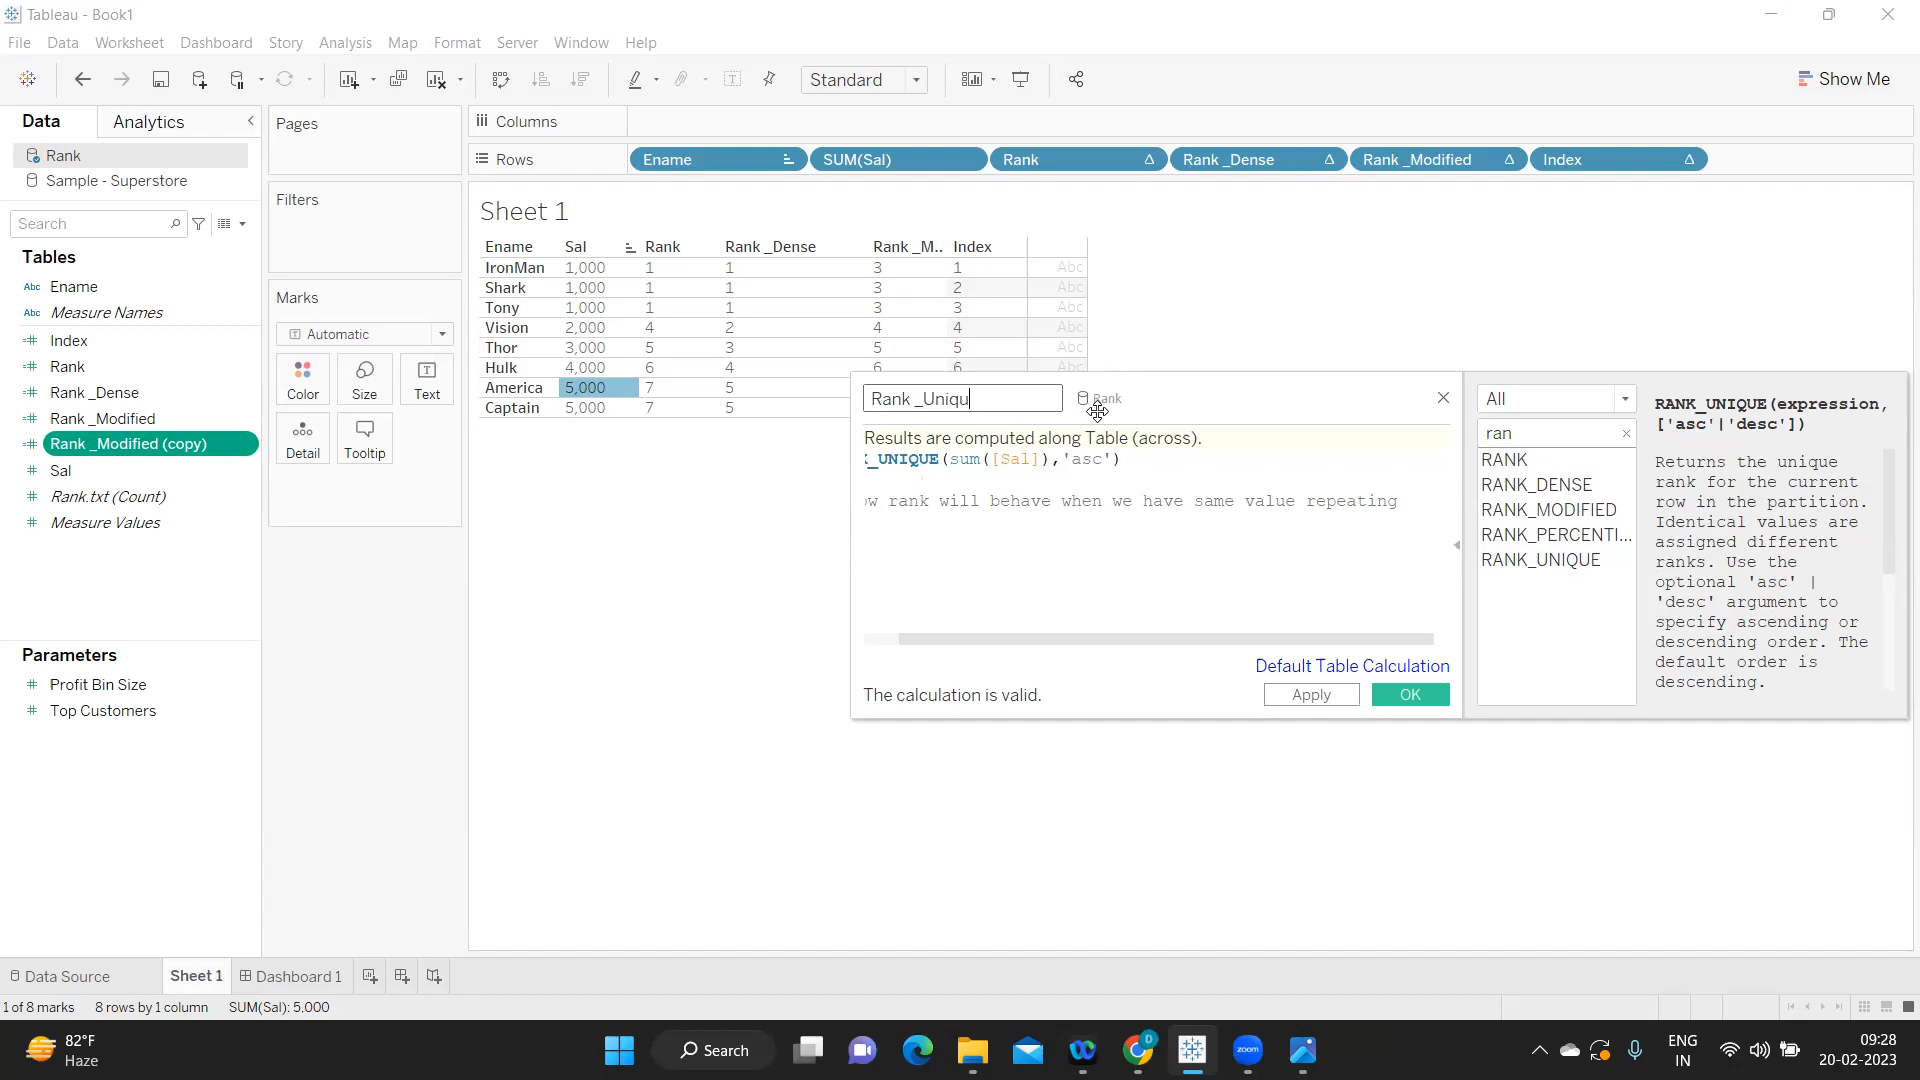 Tableau - Book1
File Data Worksheet Dashboard Story Analysis Map Format Server Window Help
Standard
Show Me
Data
Analytics
Rank
Sample - Superstore
Search
Tables
Abc Ename
Abc Measure Names
Index
Rank
Rank _Dense
Rank _Modified
Rank _Modified (copy)
Sal
Rank.txt (Count)
Measure Values
Parameters
Profit Bin Size
Top Customers
Pages
Filters
Marks
Automatic
Color Size Text
Detail Tooltip
Columns
Rows
Ename SUM(Sal) Rank Rank _Dense Rank _Modified Index
Sheet 1
Ename Sal Rank Rank _Dense Rank _M.. Index
IronMan 1,000 1 1 3 1 Abc
Shark 1,000 1 1 3 2 Abc
Tony 1,000 1 1 3 3 Abc
Vision 2,000 4 2 4 4 Abc
Thor 3,000 5 3 5 5 Abc
Hulk 4,000 6 4 6 6 Abc
America 5,000 7 5
Captain 5,000 7 5
Rank _Uniqu
Rank
Results are computed along Table (across).
_UNIQUE(sum([Sal]),'asc')
ow rank will behave when we have same value repeating
Default Table Calculation
The calculation is valid.
Apply
OK
All
ran
RANK
RANK_DENSE
RANK_MODIFIED
RANK_PERCENTI...
RANK_UNIQUE
RANK_UNIQUE(expression,
['asc'|'desc'])
Returns the unique
rank for the current
row in the partition.
Identical values are
assigned different
ranks. Use the
optional 'asc' |
'desc' argument to
specify ascending or
descending order. The
default order is
descending.
Data Source
Sheet 1
Dashboard 1
1 of 8 marks 8 rows by 1 column SUM(Sal): 5,000
82°F
Haze
Search
zoom
D
ENG
IN
09:28
20-02-2023